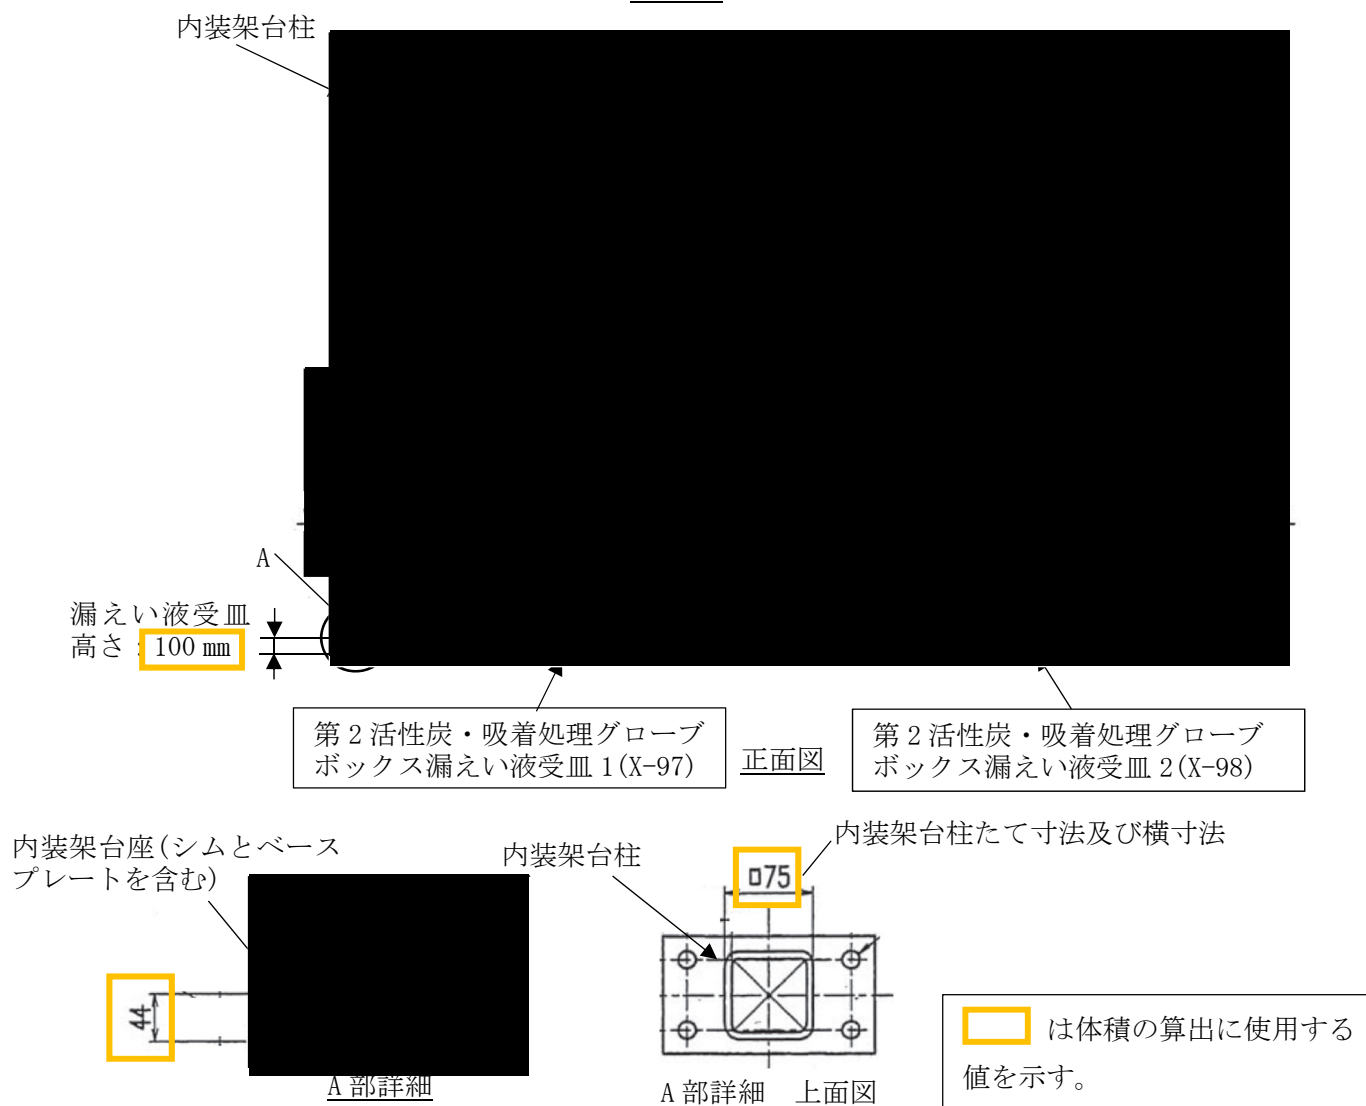 内装架台柱
A
漏えい液受皿
高さ：100 mm
第2活性炭・吸着処理グローブ
ボックス漏えい液受皿1(X-97)
正面図
第2活性炭・吸着処理グローブ
ボックス漏えい液受皿2(X-98)
内装架台座(シムとベース
プレートを含む)
44
A部詳細
内装架台柱
内装架台柱たて寸法及び横寸法
□75
A部詳細　上面図
は体積の算出に使用する
値を示す。